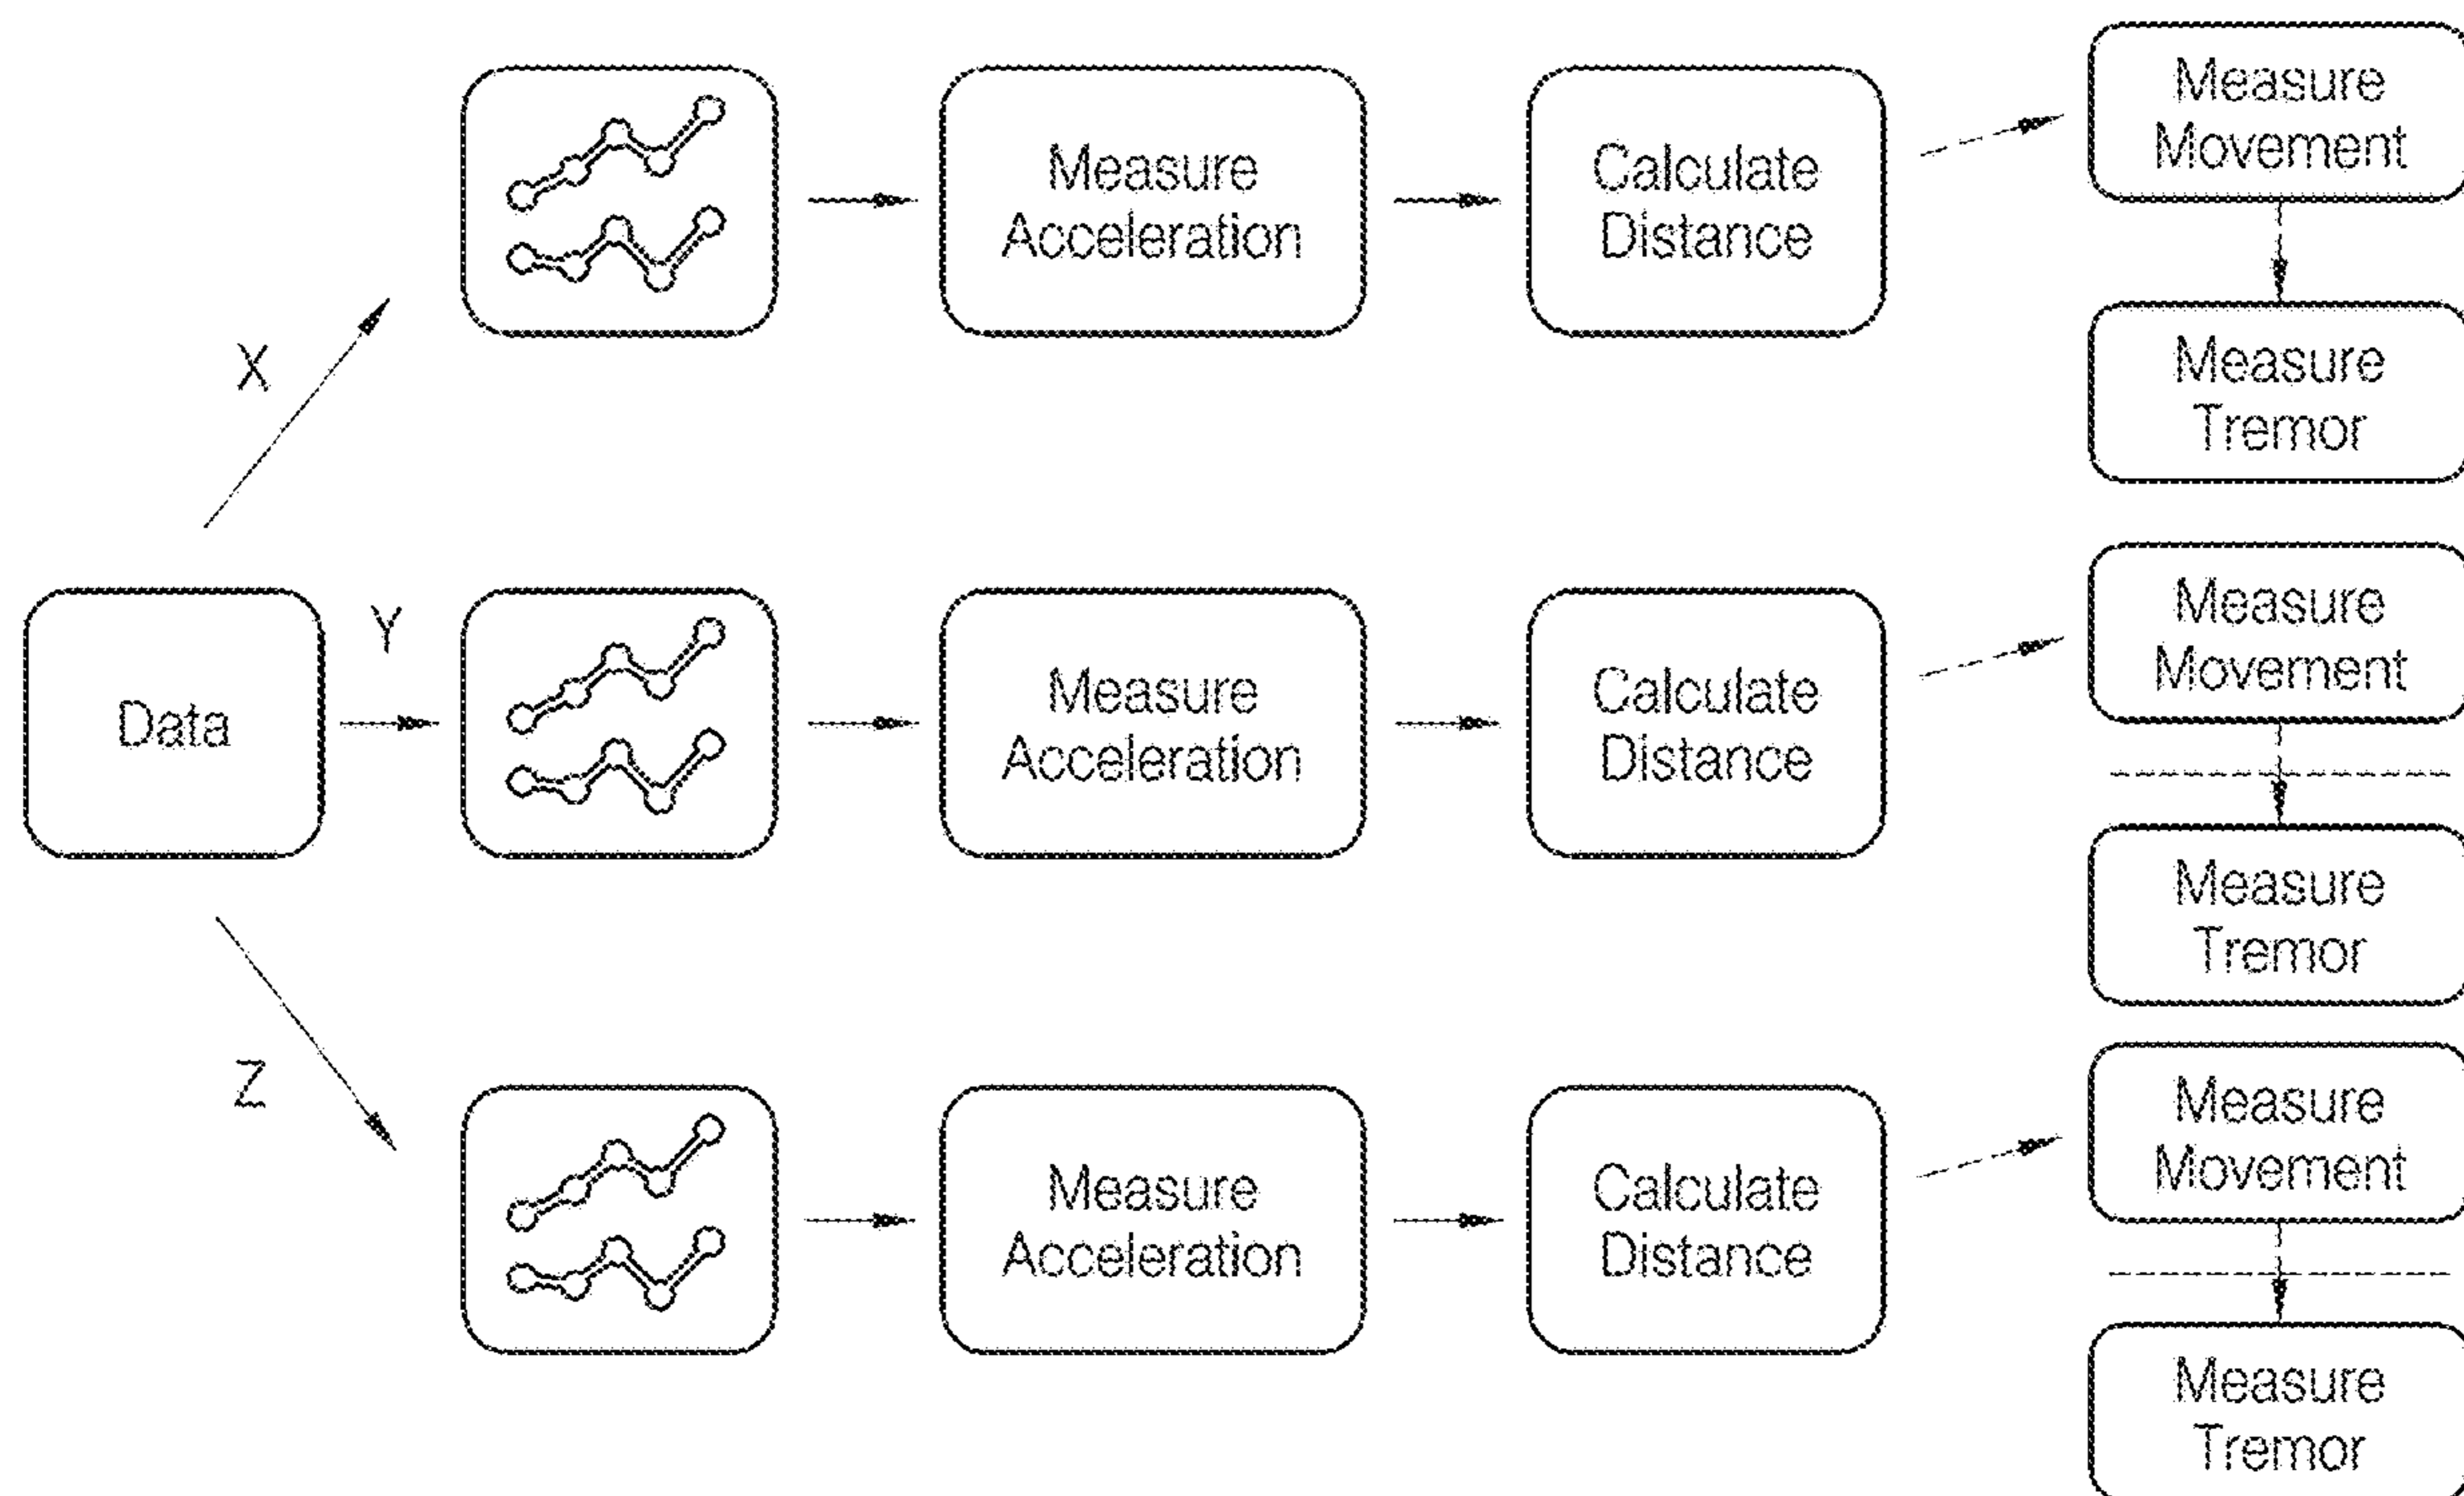 Measure
Movement
Measure
Acceleration
Calculate
Distance
X
Measure
Tremor
Data
Y
Measure
Acceleration
Calculate
Distance
Measure
Movement
Measure
Tremor
Z
Measure
Acceleration
Calculate
Distance
Measure
Movement
Measure
Tremor